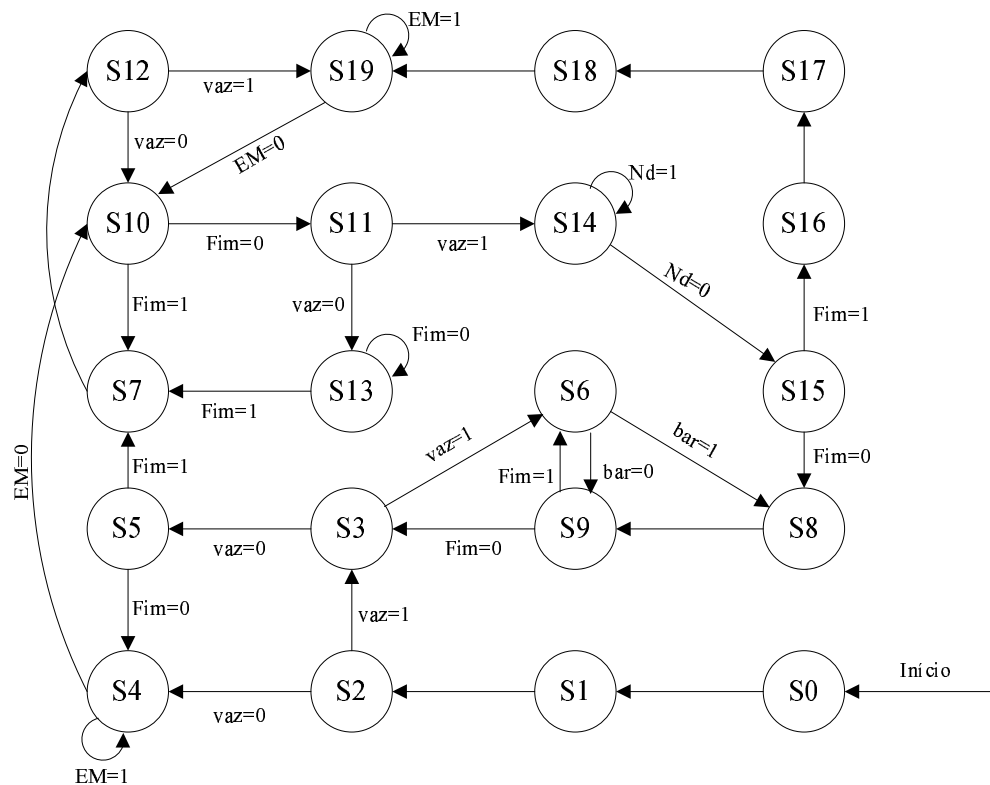 EM=1
S12
S19
S18
S17
vaz=1
vaz=0
EM=0
Nd=1
S10
S11
S14
S16
Fim=0
vaz=1
Nd=0
Fim=1
vaz=0
Fim=1
Fim=0
S7
S13
S6
S15
Fim=1
vaz=1
bar=1
EM=0
Fim=1
Fim=1
bar=0
Fim=0
S5
S3
S9
S8
vaz=0
Fim=0
Fim=0
vaz=1
Início
S4
S2
S1
S0
vaz=0
EM=1